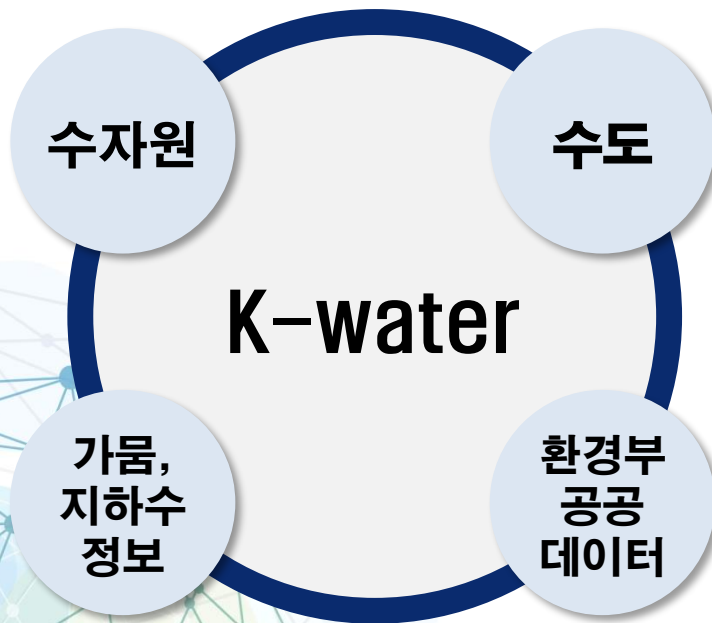 수자원
수도
K-water
가뭄,
지하수
정보
환경부
공공
데이터